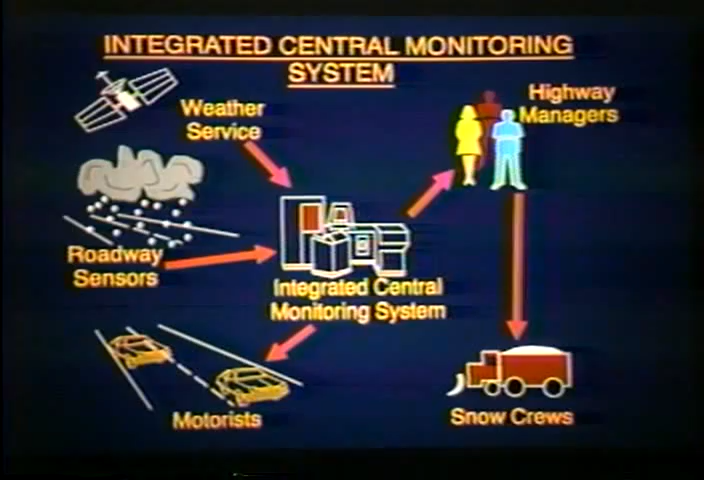 INTEGRATED CENTRAL MONITORING
SYSTEM
Weather
Service
Highway
Managers
Roadway
Sensors
Integrated Central
Monitoring System
Motorists
Snow Crews